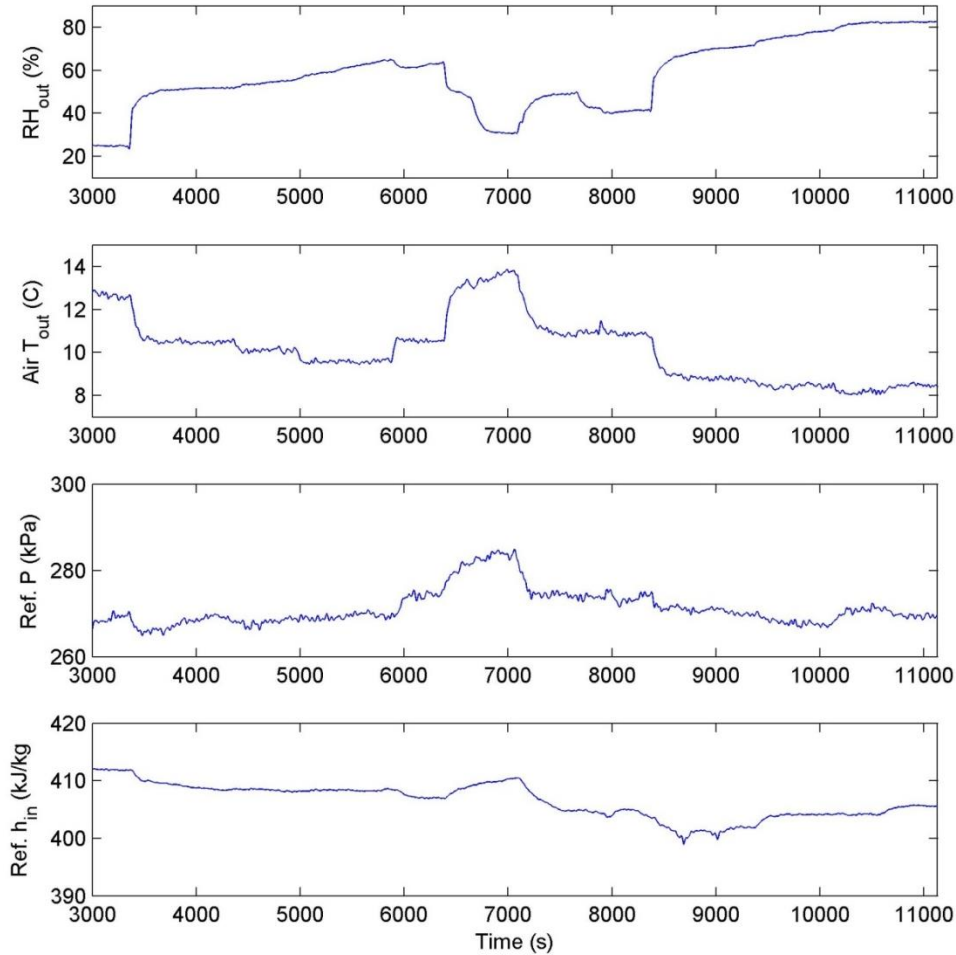 RH_out (%)
80
60
40
20
3000 4000 5000 6000 7000 8000 9000 10000 11000
Air T_out (C)
14
12
10
8
3000 4000 5000 6000 7000 8000 9000 10000 11000
Ref. P (kPa)
300
280
260
3000 4000 5000 6000 7000 8000 9000 10000 11000
Ref. h_in (kJ/kg
420
410
400
390
3000 4000 5000 6000 7000 8000 9000 10000 11000
Time (s)